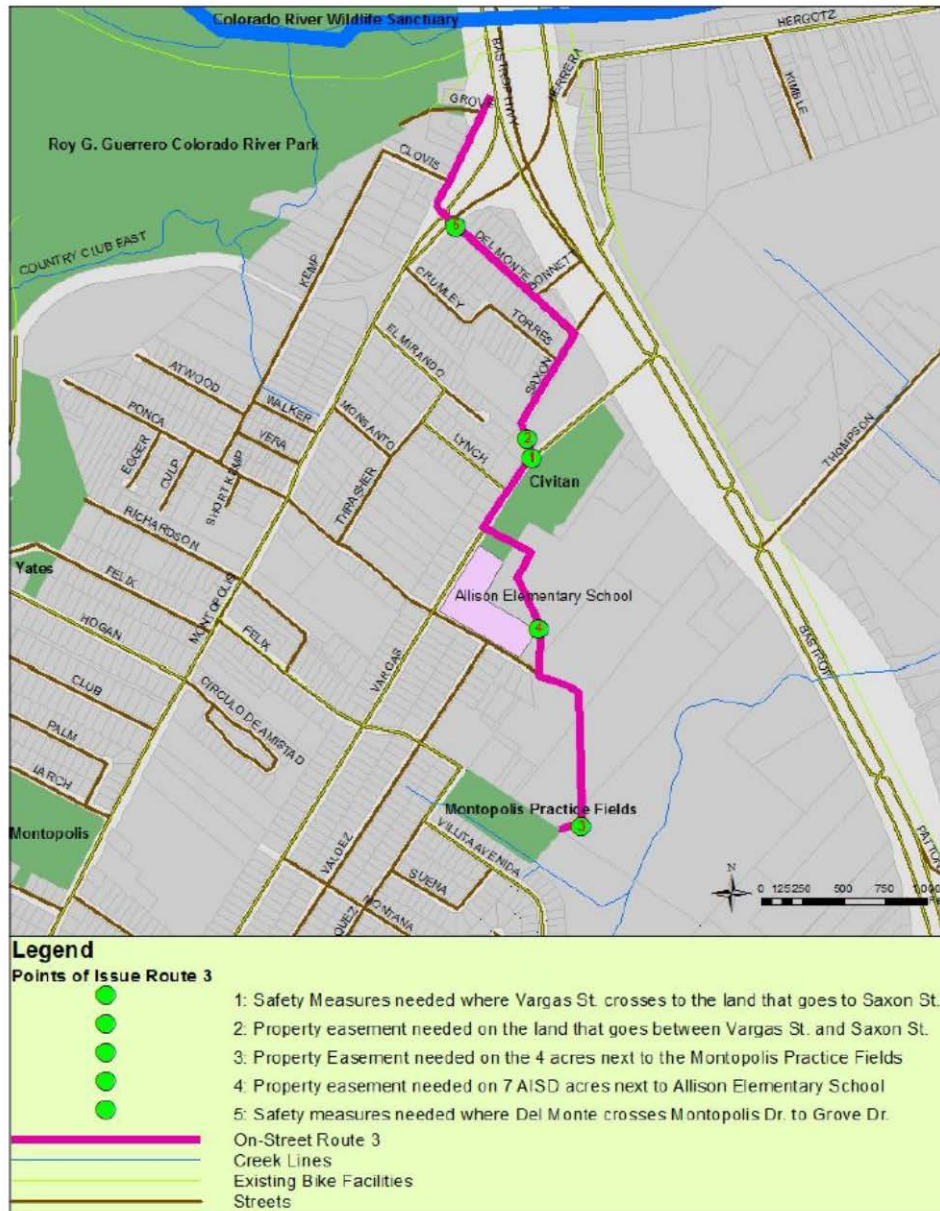 Colorado River Wildlife Sanctuary
HERGOTZ
BASTROP HWY
HERRERA
KIMBLE
GROVE
Roy G. Guerrero Colorado River Park
CLOVIS
COUNTRY CLUB EAST
KEMP
DEL MONTE
BONNETT
CRUMLEY
TORRES
EL MIRANDO
SAXON
ATWOOD
WALKER
MONSANTO
PONCA
VERA
LYNCH
2
1
THOMPSON
EGGER
CULP
SHORT KEMP
THRASHER
Civitan
RICHARDSON
Yates
FELIX
MONTOPOLIS
Allison Elementary School
4
HOGAN
FELIX
VARGAS
BASTROP
CLUB
CIRCULO DE AMISTAD
PALM
LARCH
Montopolis Practice Fields
3
Montopolis
VALDEZ
VILLITA AVENIDA
PATTON
SUENA
MONTANA
QUEZ
N
0 125 250 500 750 1,000
5
Legend
Points of Issue Route 3
1: Safety Measures needed where Vargas St. crosses to the land that goes to Saxon St.
2: Property easement needed on the land that goes between Vargas St. and Saxon St.
3: Property Easement needed on the 4 acres next to the Montopolis Practice Fields
4: Property easement needed on 7 AISD acres next to Allison Elementary School
5: Safety measures needed where Del Monte crosses Montopolis Dr. to Grove Dr.
On-Street Route 3
Creek Lines
Existing Bike Facilities
Streets